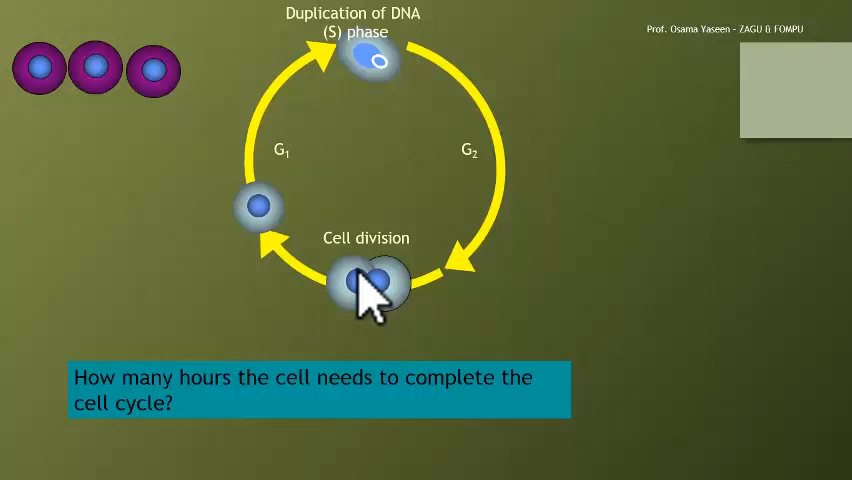 Duplication of DNA
(S) phase
Prof. Osama Yaseen – ZAGU & FOMPU
G₁
G₂
Cell division
How many hours the cell needs to complete the
cell cycle?